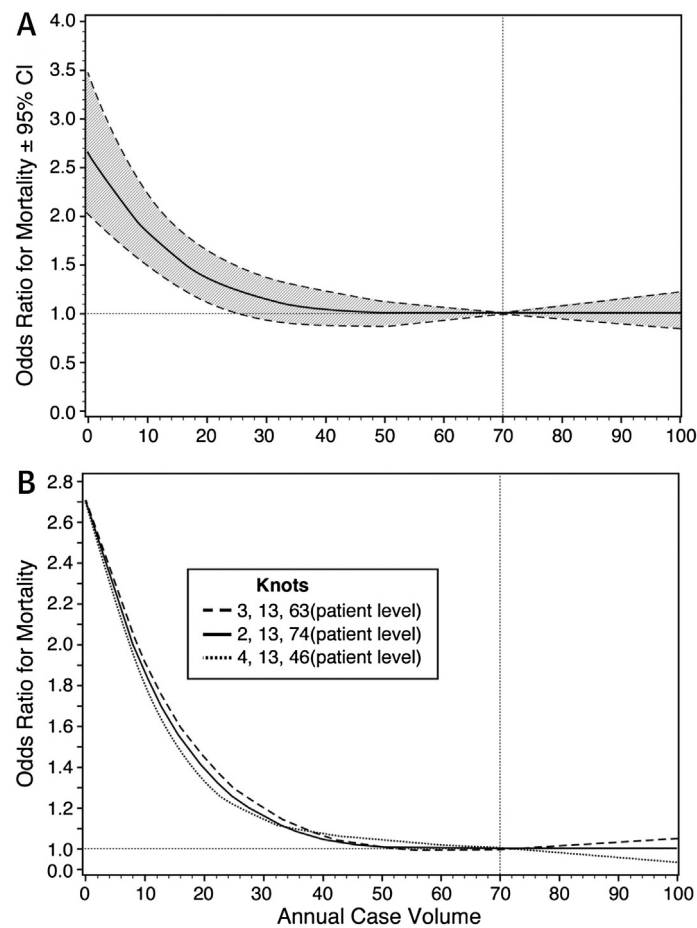 A
Odds Ratio for Mortality ± 95% CI
4.0
3.5
3.0
2.5
2.0
1.5
1.0
0.5
0.0
0 10 20 30 40 50 60 70 80 90 100
B
Odds Ratio for Mortality
2.8
2.6
2.4
2.2
2.0
1.8
1.6
1.4
1.2
1.0
0.0
Knots
3, 13, 63(patient level)
2, 13, 74(patient level)
4, 13, 46(patient level)
0 10 20 30 40 50 60 70 80 90 100
Annual Case Volume